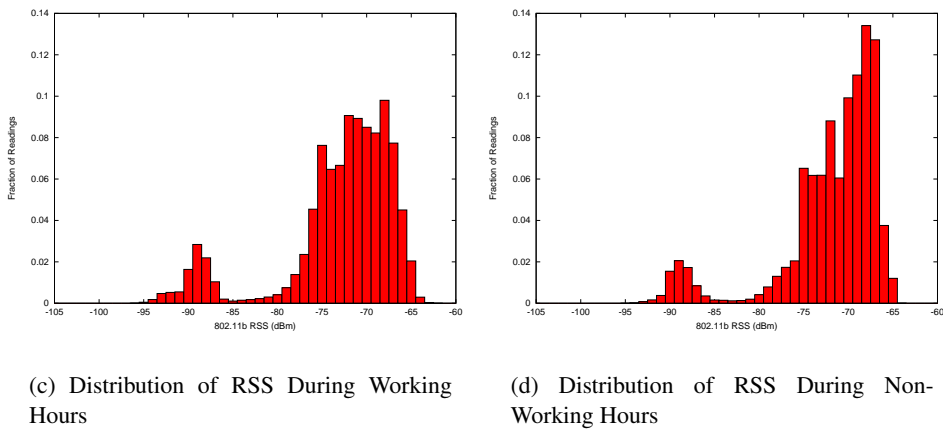 0.14
0.12
0.1
0.08
0.06
0.04
0.02
0
Fraction of Readings
-105 -100 -95 -90 -85 -80 -75 -70 -65 -60
802.11b RSS (dBm)
0.14
0.12
0.1
0.08
0.06
0.04
0.02
0
Fraction of Readings
-105 -100 -95 -90 -85 -80 -75 -70 -65 -60
802.11b RSS (dBm)
(c) Distribution of RSS During Working
Hours
(d) Distribution of RSS During Non-
Working Hours